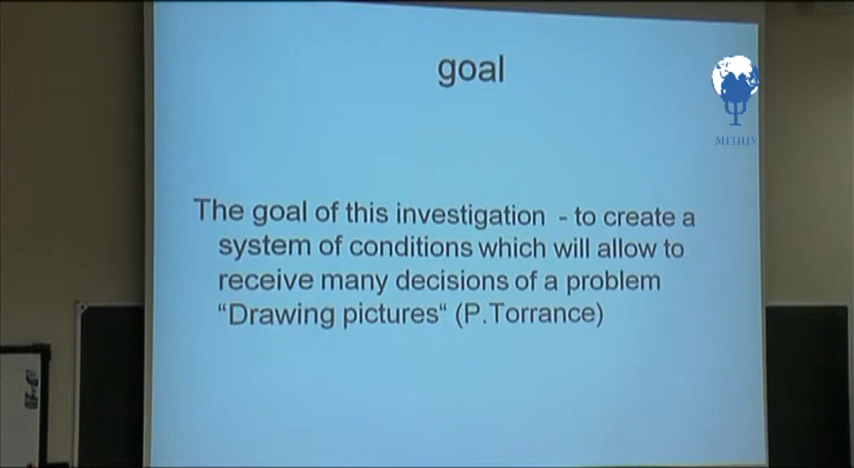 goal
МГППУ
The goal of this investigation - to create a
system of conditions which will allow to
receive many decisions of a problem
“Drawing pictures“ (P.Torrance)